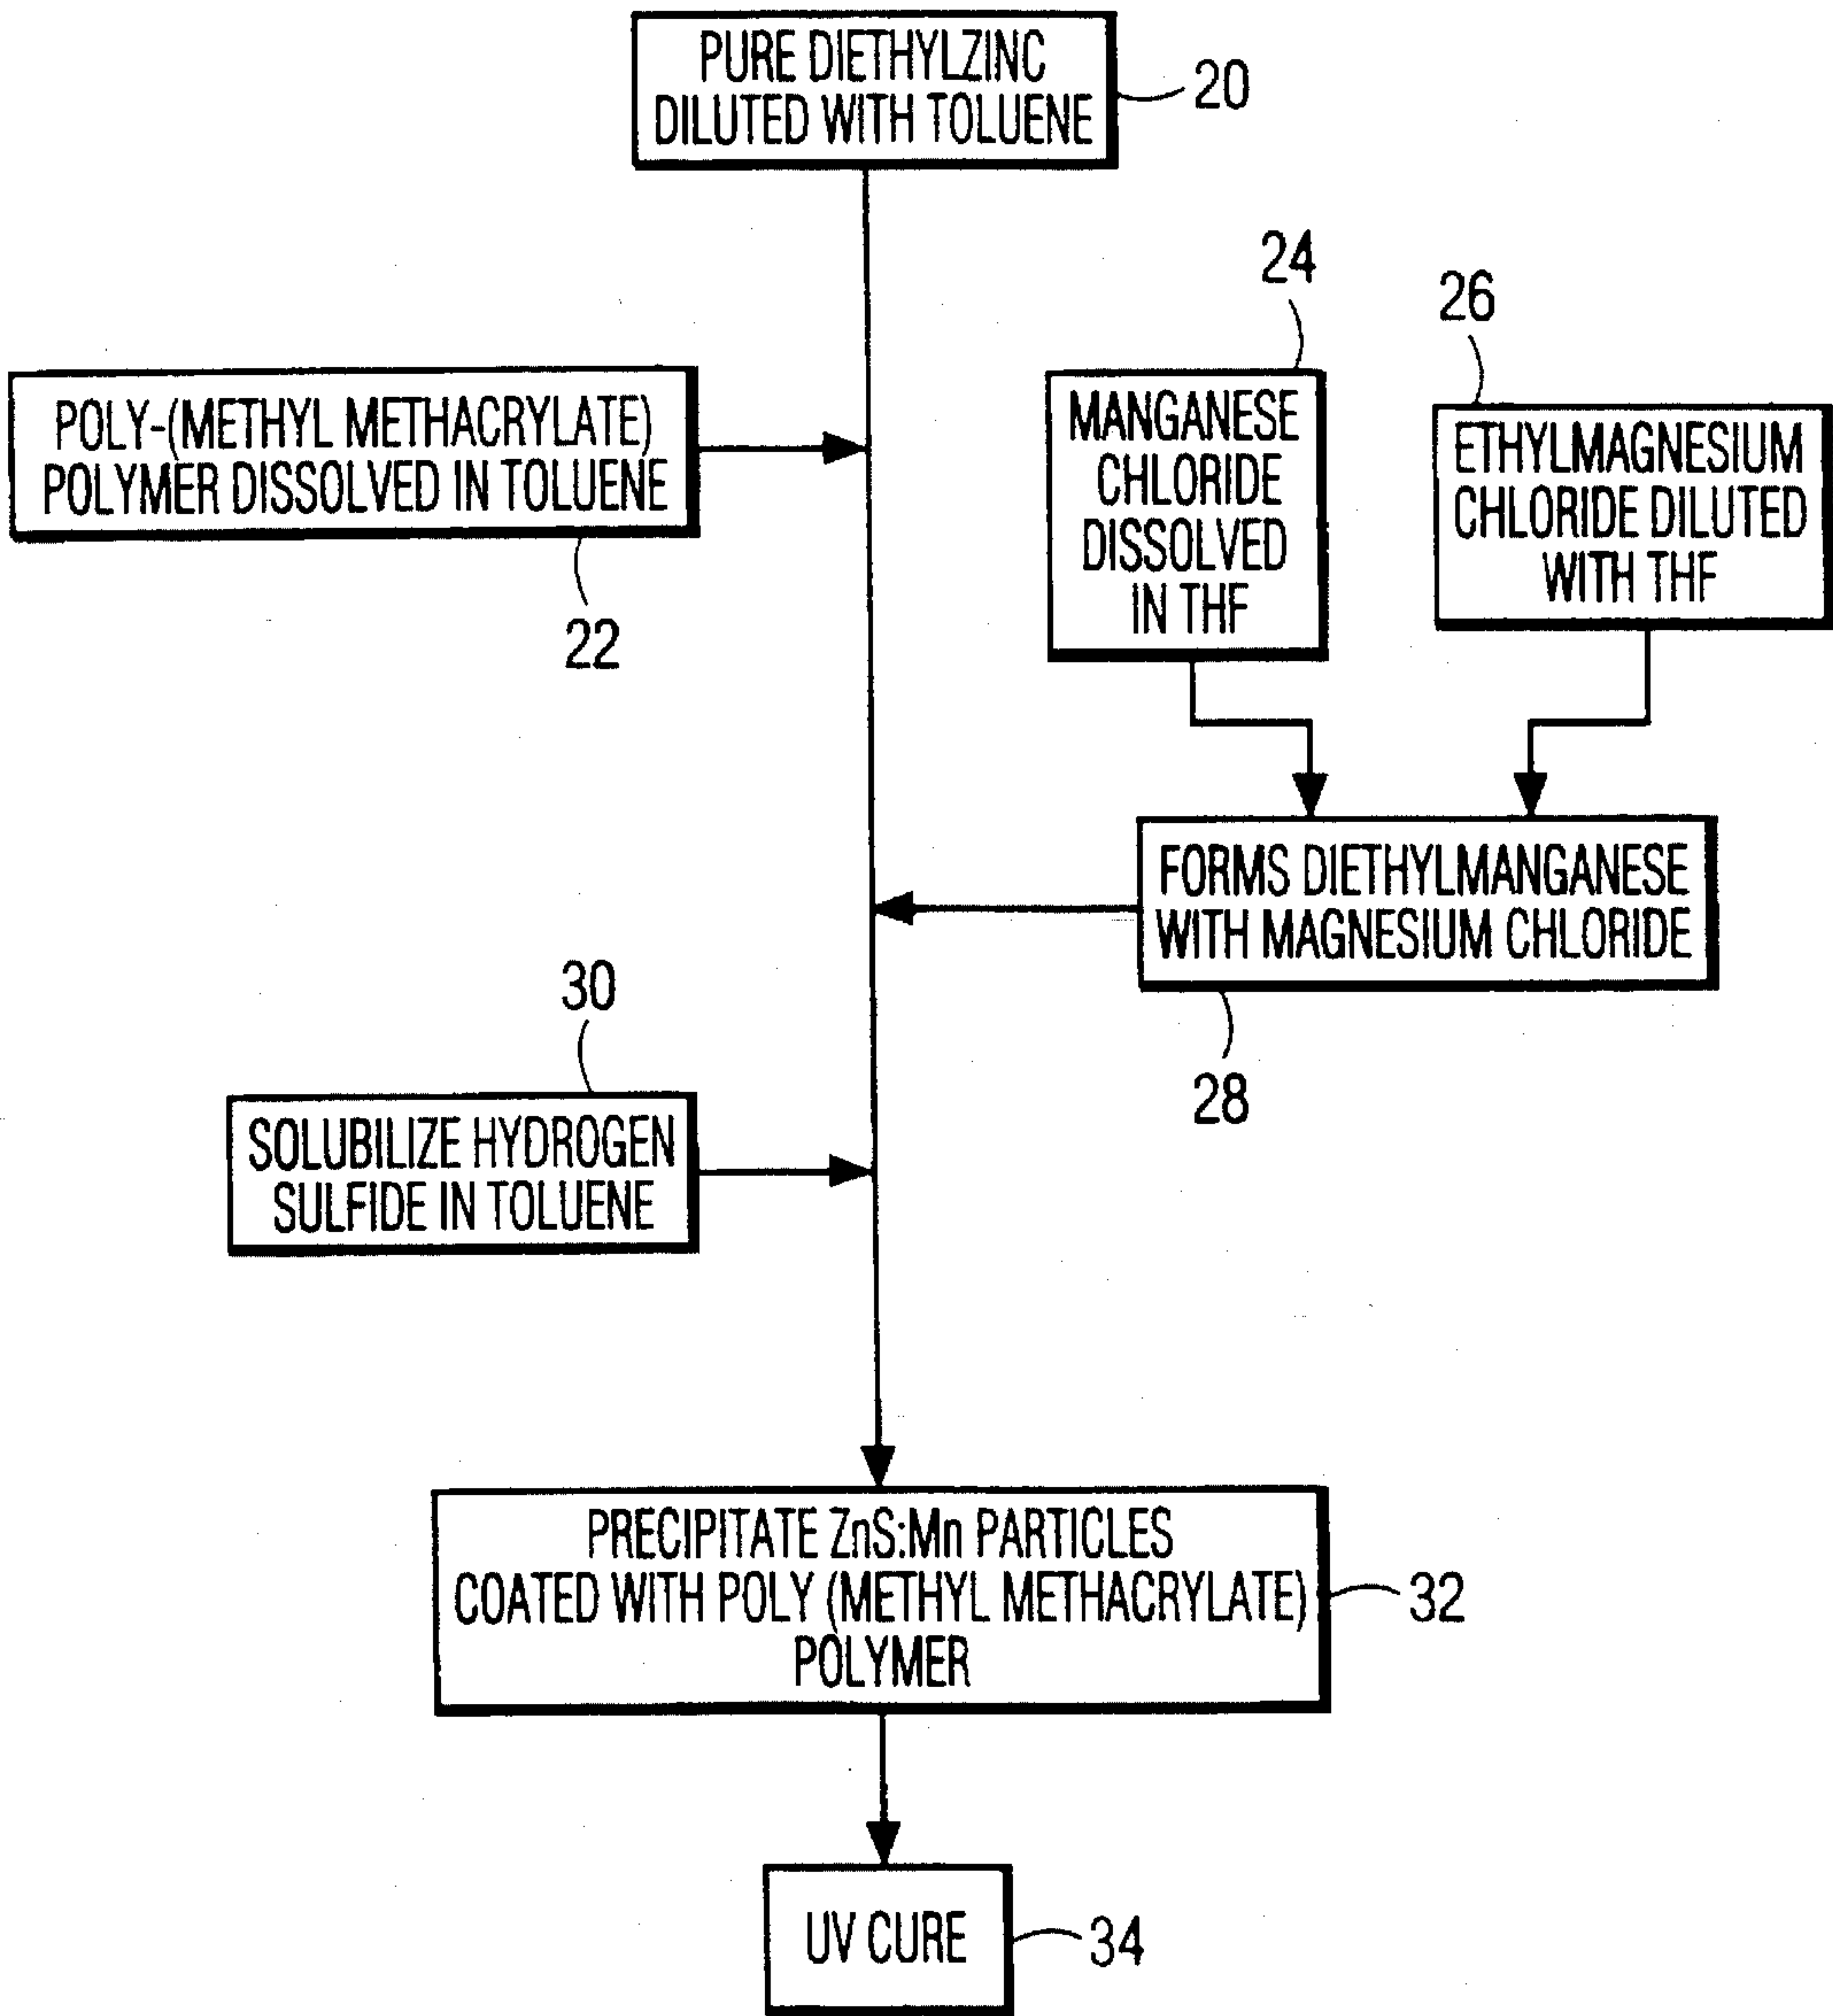 PURE DIETHYLZINC
DILUTED WITH TOLUENE
20
24
26
POLY-(METHYL METHACRYLATE)
POLYMER DISSOLVED IN TOLUENE
22
MANGANESE
CHLORIDE
DISSOLVED
IN THF
ETHYLMAGNESIUM
CHLORIDE DILUTED
WITH THF
FORMS DIETHYLMANGANESE
WITH MAGNESIUM CHLORIDE
28
30
SOLUBILIZE HYDROGEN
SULFIDE IN TOLUENE
PRECIPITATE ZnS:Mn PARTICLES
COATED WITH POLY (METHYL METHACRYLATE)
POLYMER
32
UV CURE
34